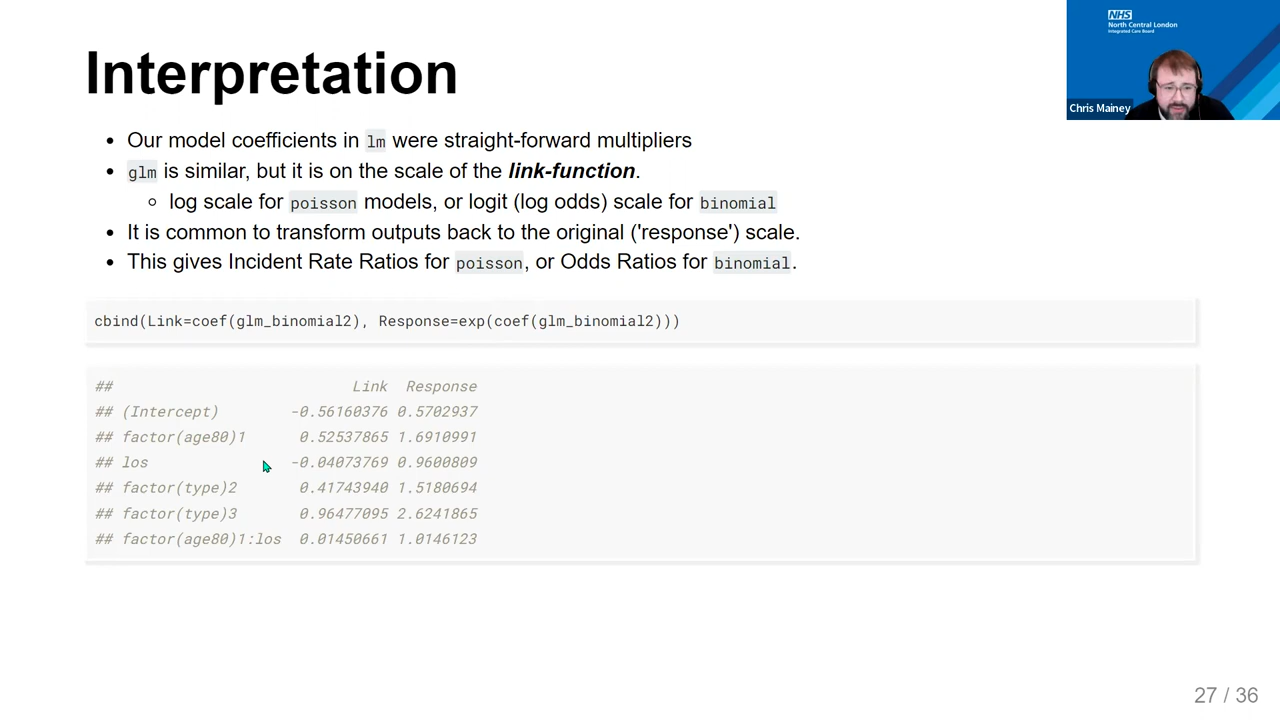 NHS
North Central London
Integrated Care Board
Chris Mainey
Interpretation
• Our model coefficients in lm were straight-forward multipliers
• glm is similar, but it is on the scale of the link-function.
○ log scale for poisson models, or logit (log odds) scale for binomial
• It is common to transform outputs back to the original ('response') scale.
• This gives Incident Rate Ratios for poisson, or Odds Ratios for binomial.
cbind(Link=coef(glm_binomial2), Response=exp(coef(glm_binomial2)))
## Link Response
## (Intercept) -0.56160376 0.5702937
## factor(age80)1 0.52537865 1.6910991
## los -0.04073769 0.9600809
## factor(type)2 0.41743940 1.5180694
## factor(type)3 0.96477095 2.6241865
## factor(age80)1:los 0.01450661 1.0146123
27 / 36